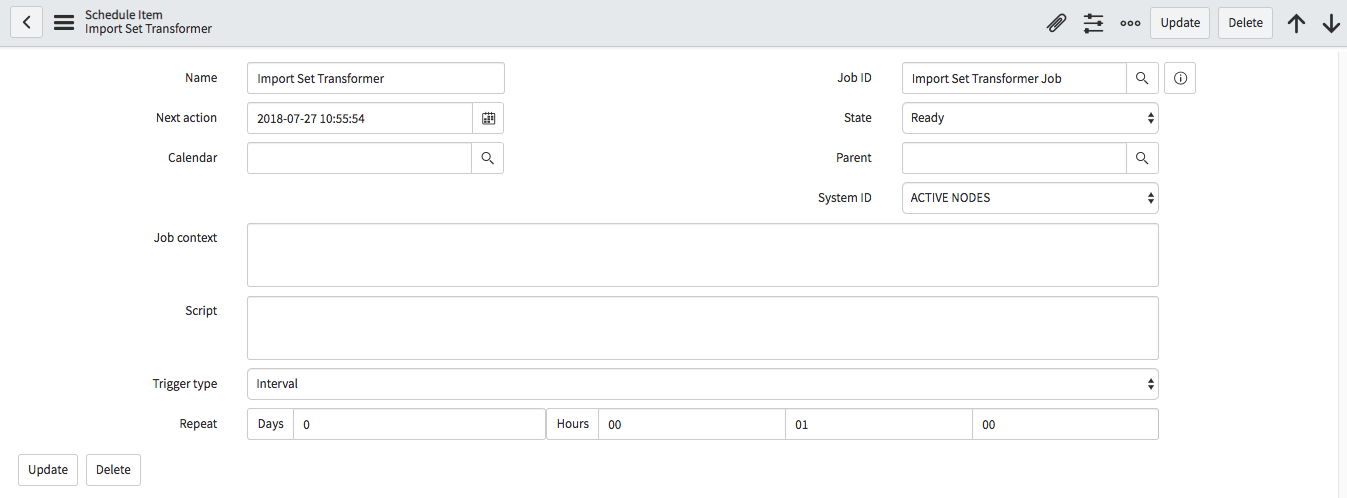 Schedule Item
Import Set Transformer
Update Delete
Name Import Set Transformer Job ID Import Set Transformer Job
Next action 2018-07-27 10:55:54 State Ready
Calendar Parent
System ID ACTIVE NODES
Job context
Script
Trigger type Interval
Repeat Days 0 Hours 00 01 00
Update Delete